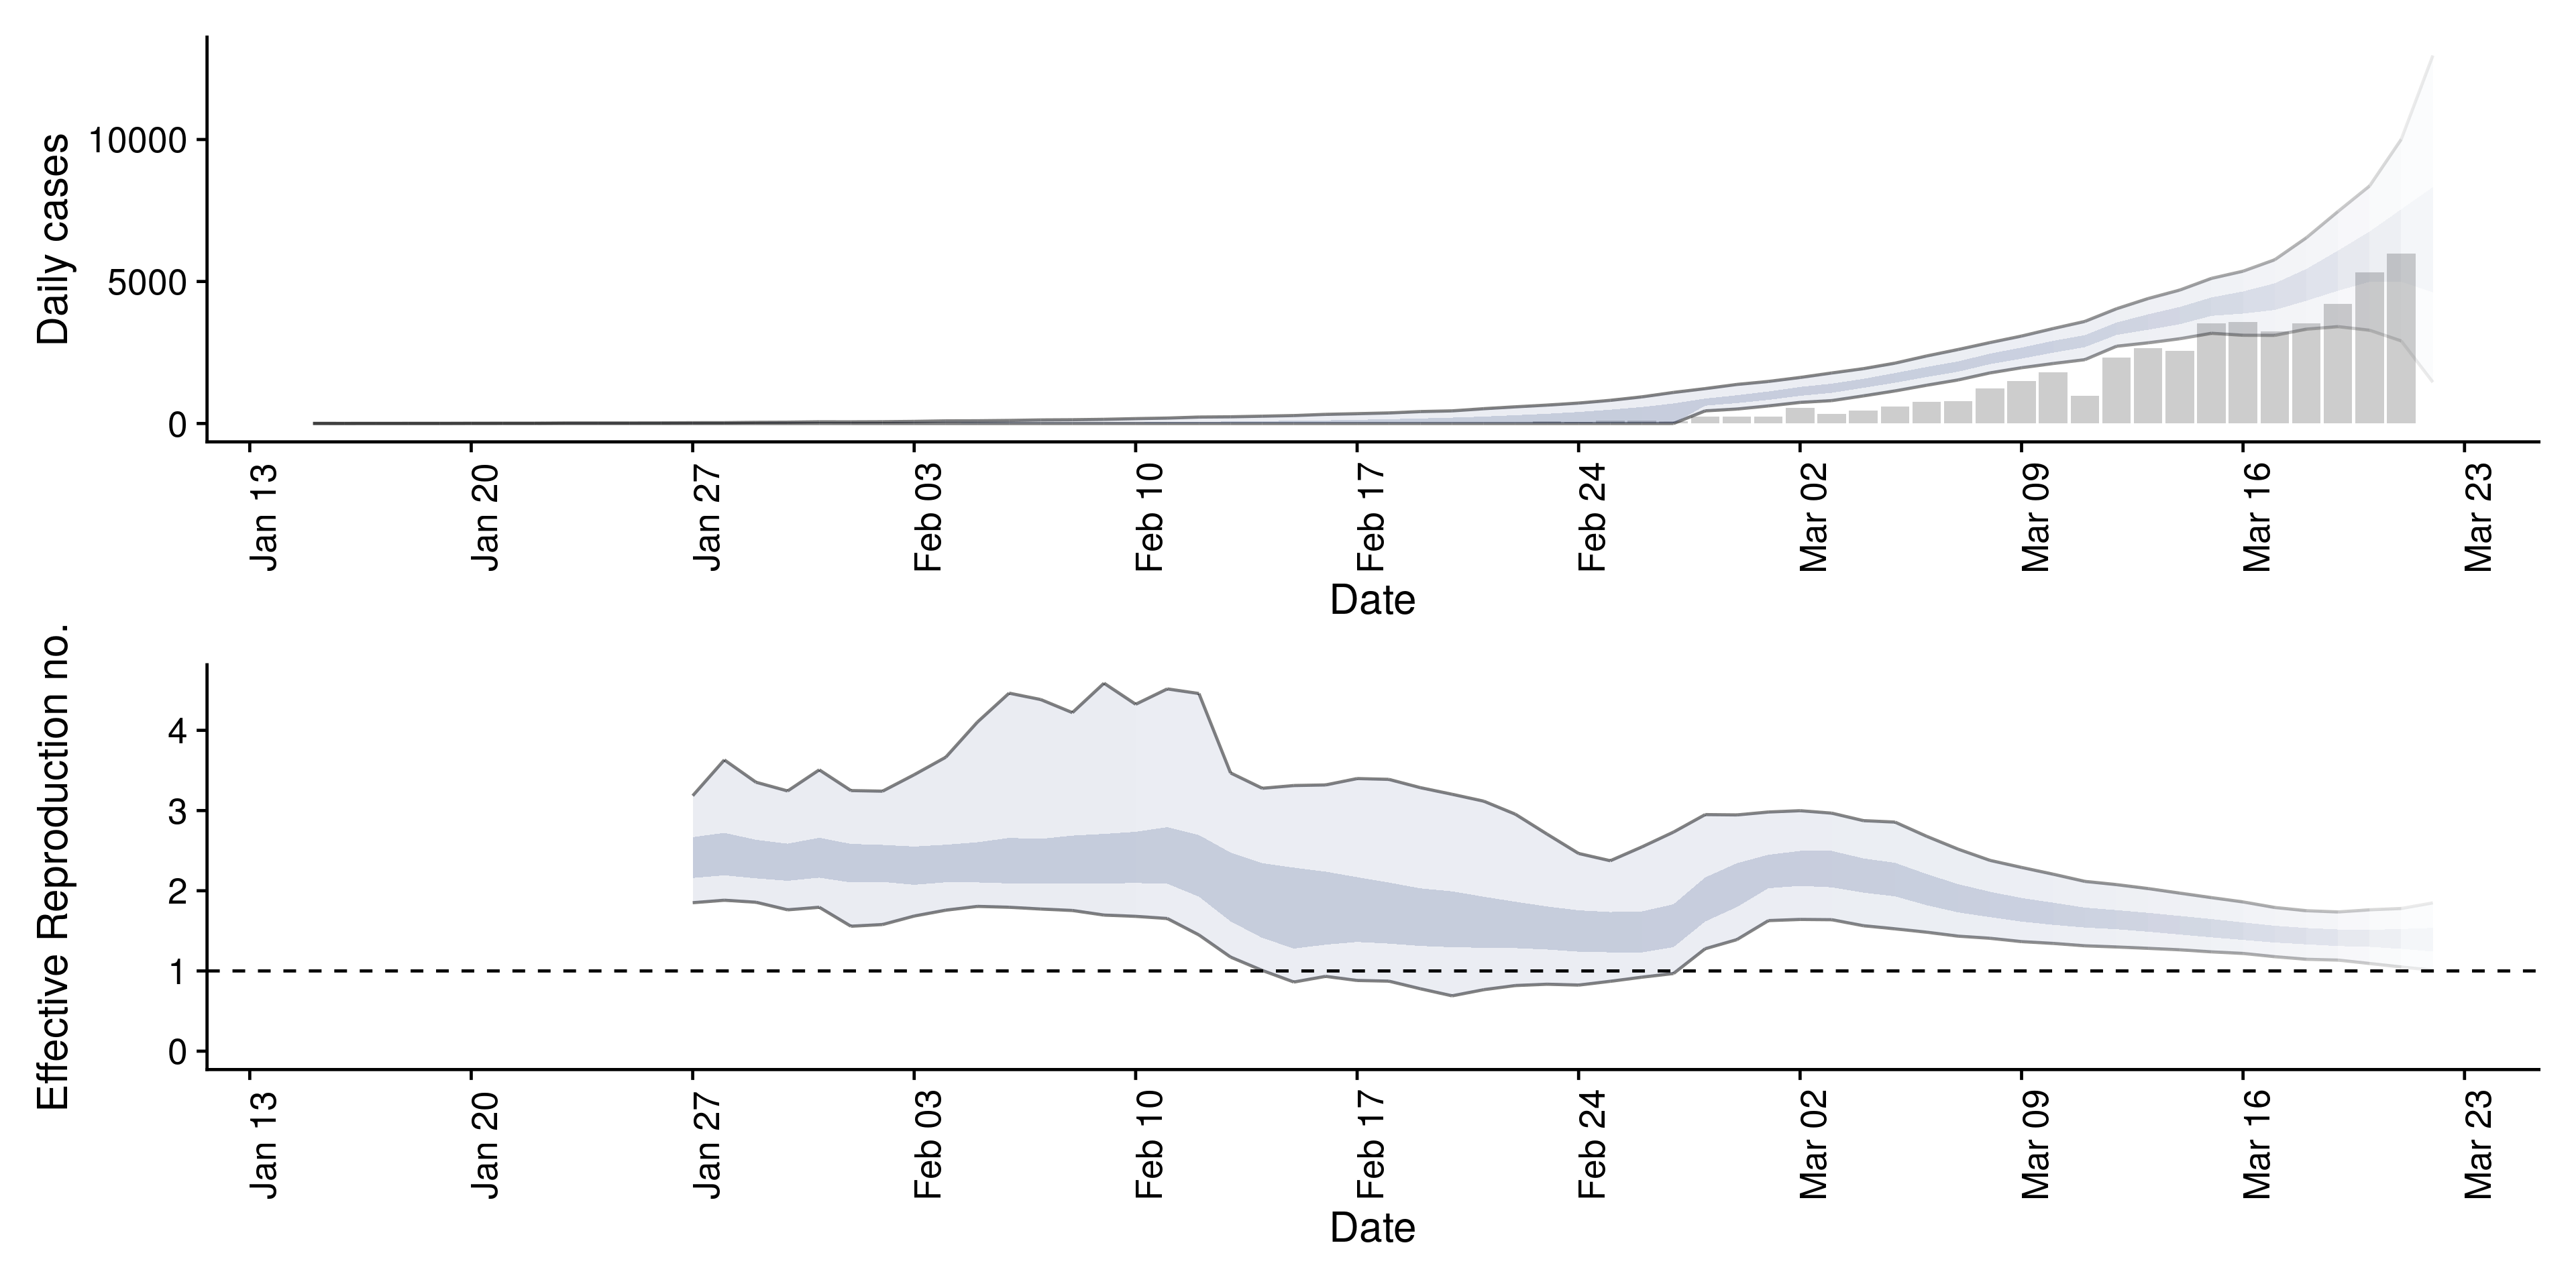 Daily cases
10000
5000
0
Jan 13
Jan 20
Jan 27
Feb 03
Feb 10
Feb 17
Feb 24
Mar 02
Mar 09
Mar 16
Mar 23
Date
Effective Reproduction no.
4
3
2
1
0
Jan 13
Jan 20
Jan 27
Feb 03
Feb 10
Feb 17
Feb 24
Mar 02
Mar 09
Mar 16
Mar 23
Date